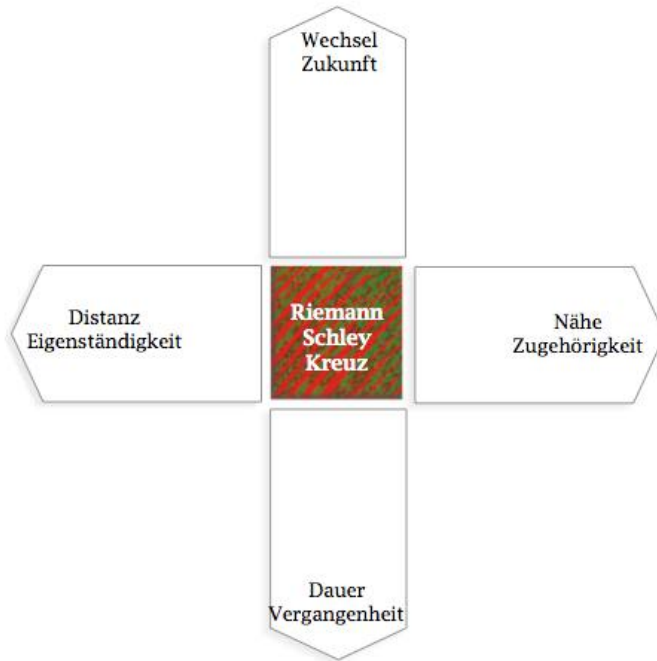 Wechsel
Zukunft
Distanz
Eigenständigkeit
Riemann
Schley
Kreuz
Nähe
Zugehörigkeit
Dauer
Vergangenheit